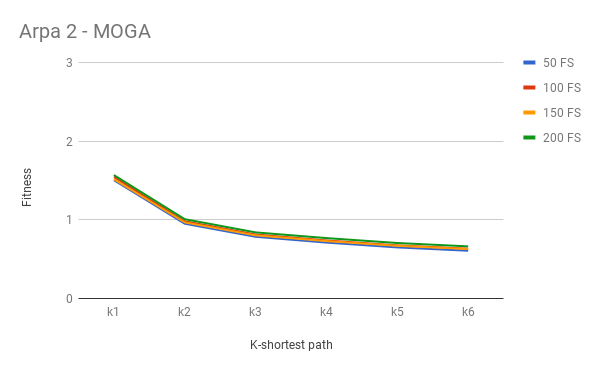 Arpa 2 - MOGA
3
2
1
0
Fitness
k1 k2 k3 k4 k5 k6
K-shortest path
50 FS
100 FS
150 FS
200 FS